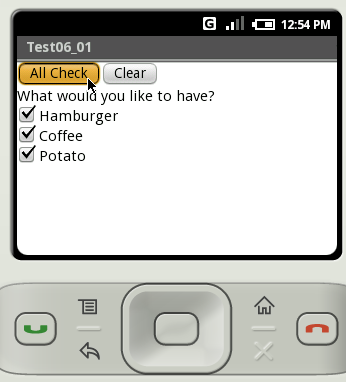 G 12:54 PM
Test06_01
All Check Clear
What would you like to have?
Hamburger
Coffee
Potato